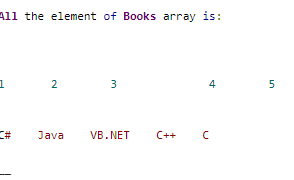 All the element of Books array is:
1 2 3 4 5
C# Java VB.NET C++ C